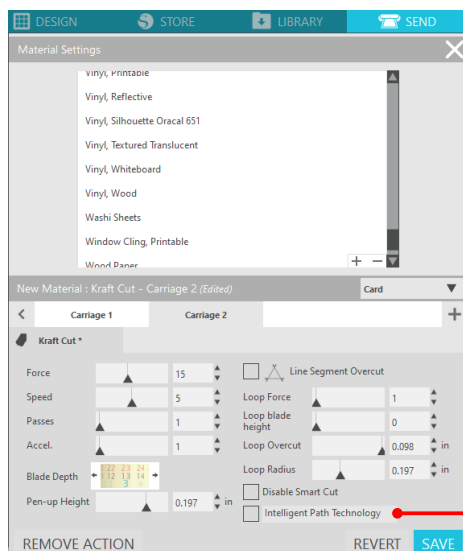 DESIGN STORE LIBRARY SEND
Material Settings
Vinyl, Printable
Vinyl, Reflective
Vinyl, Silhouette Oracal 651
Vinyl, Textured Translucent
Vinyl, Whiteboard
Vinyl, Wood
Washi Sheets
Window Cling, Printable
Wood Paper
New Material : Kraft Cut - Carriage 2 (Edited) Card
Carriage 1 Carriage 2
Kraft Cut *
Force 15
Speed 5
Passes 1
Accel. 1
Blade Depth
Pen-up Height 0.197 in
Line Segment Overcut
Loop Force 1
Loop blade
height 0
Loop Overcut 0.098 in
Loop Radius 0.197 in
Disable Smart Cut
Intelligent Path Technology
REMOVE ACTION REVERT SAVE